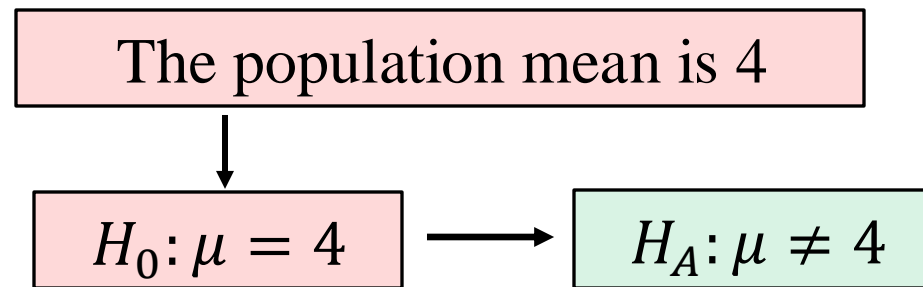 The population mean is 4
H₀: μ = 4
H_A: μ ≠ 4